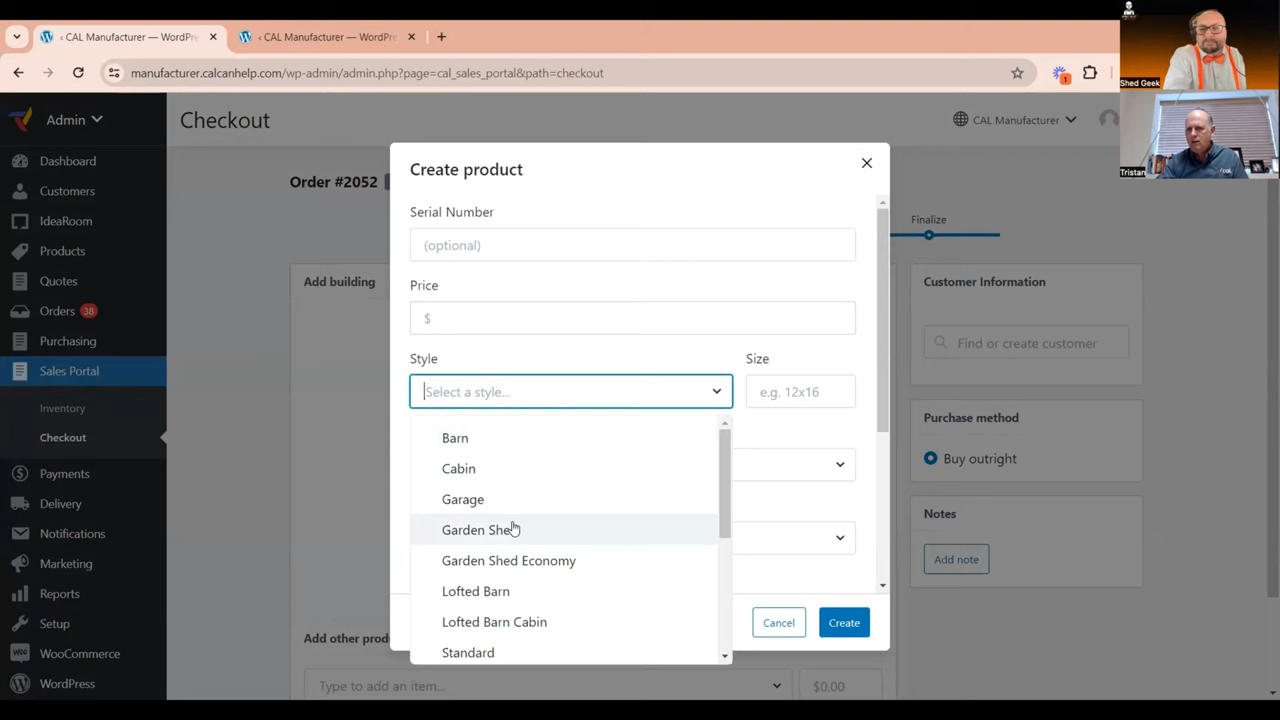 ‹ CAL Manufacturer — WordPr
‹ CAL Manufacturer — WordPr
manufacturer.calcanhelp.com/wp-admin/admin.php?page=cal_sales_portal&path=checkout
1
Shed Geek
Tristan
Admin
Checkout
CAL Manufacturer
Dashboard
Customers
IdeaRoom
Products
Quotes
Orders 38
Purchasing
Sales Portal
Inventory
Checkout
Payments
Delivery
Notifications
Marketing
Reports
Setup
WooCommerce
WordPress
Order #2052
Finalize
Add building
Create product
Serial Number
(optional)
Price
$
Style
Size
Select a style...
e.g. 12x16
Barn
Cabin
Garage
Garden Shed
Garden Shed Economy
Lofted Barn
Lofted Barn Cabin
Standard
Cancel
Create
Customer Information
Find or create customer
Purchase method
Buy outright
Notes
Add note
Add other prod
Type to add an item...
$0.00